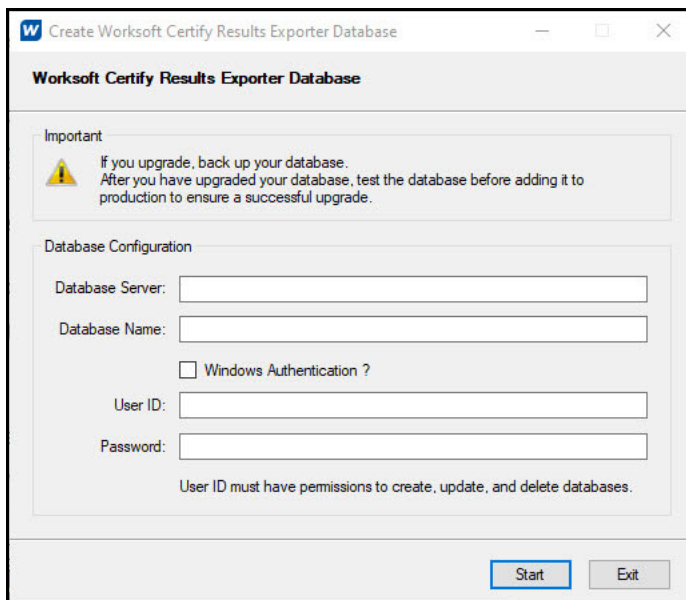 W Create Worksoft Certify Results Exporter Database
Worksoft Certify Results Exporter Database
Important
If you upgrade, back up your database.
After you have upgraded your database, test the database before adding it to
production to ensure a successful upgrade.
Database Configuration
Database Server:
Database Name:
Windows Authentication ?
User ID:
Password:
User ID must have permissions to create, update, and delete databases.
Start Exit